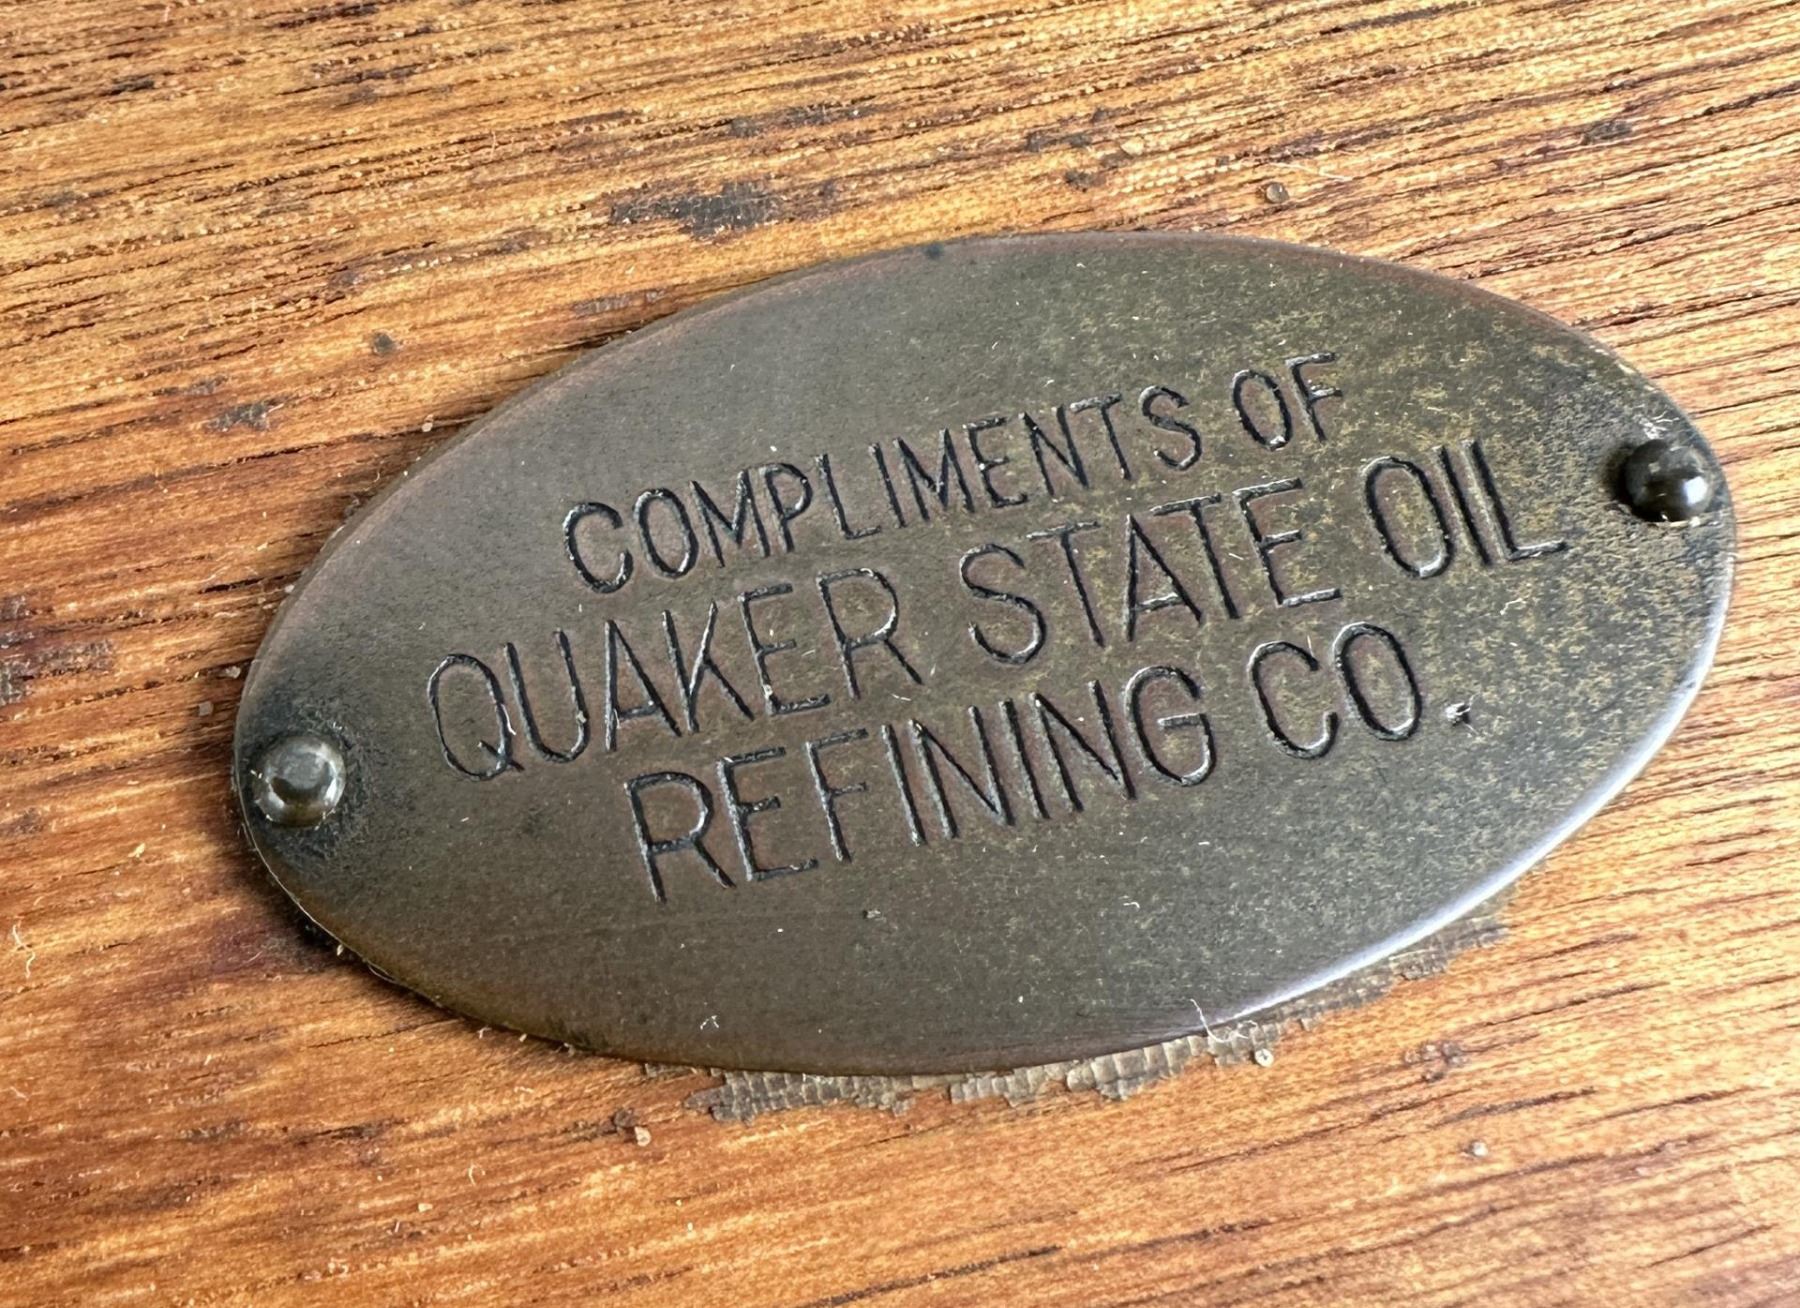 COMPLIMENTS OF
QUAKER STATE OIL
REFINING CO.